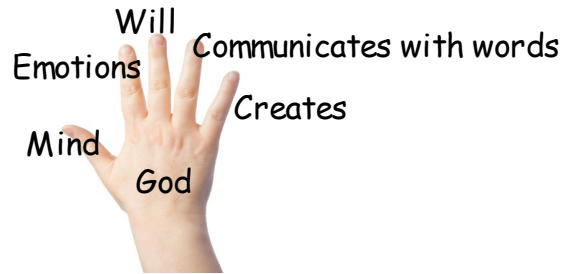 Will
Communicates with words
Emotions
Creates
Mind
God